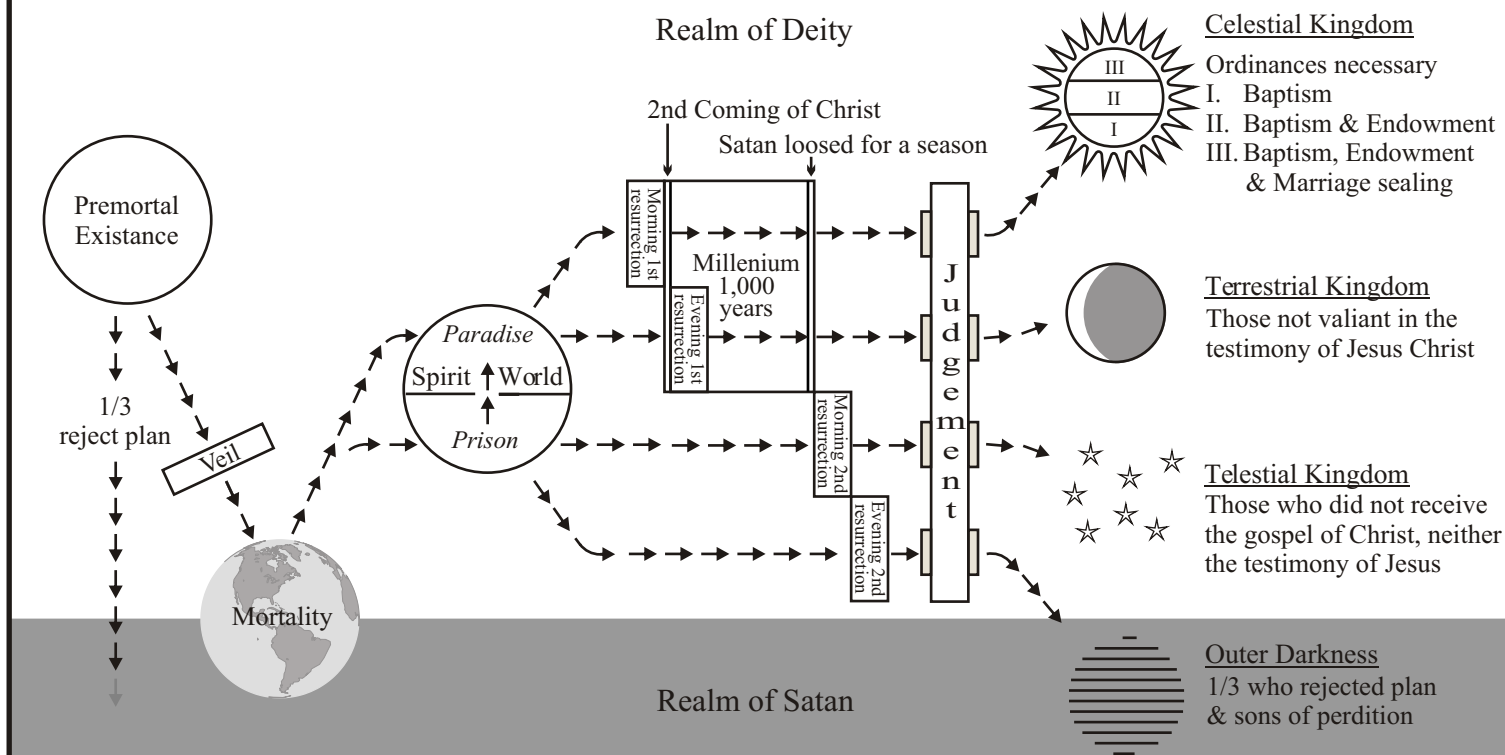 Realm of Deity
Premortal
Existance
1/3
reject plan
Veil
Mortality
Paradise
Spirit World
Prison
2nd Coming of Christ
Satan loosed for a season
Morning 1st
resurrection
Evening 1st
resurrection
Millenium
1,000
years
Morning 2nd
resurrection
Evening 2nd
resurrection
Judgement
Celestial Kingdom
Ordinances necessary
I. Baptism
II. Baptism & Endowment
III. Baptism, Endowment
& Marriage sealing
III
II
I
Terrestrial Kingdom
Those not valiant in the
testimony of Jesus Christ
Telestial Kingdom
Those who did not receive
the gospel of Christ, neither
the testimony of Jesus
Outer Darkness
1/3 who rejected plan
& sons of perdition
Realm of Satan